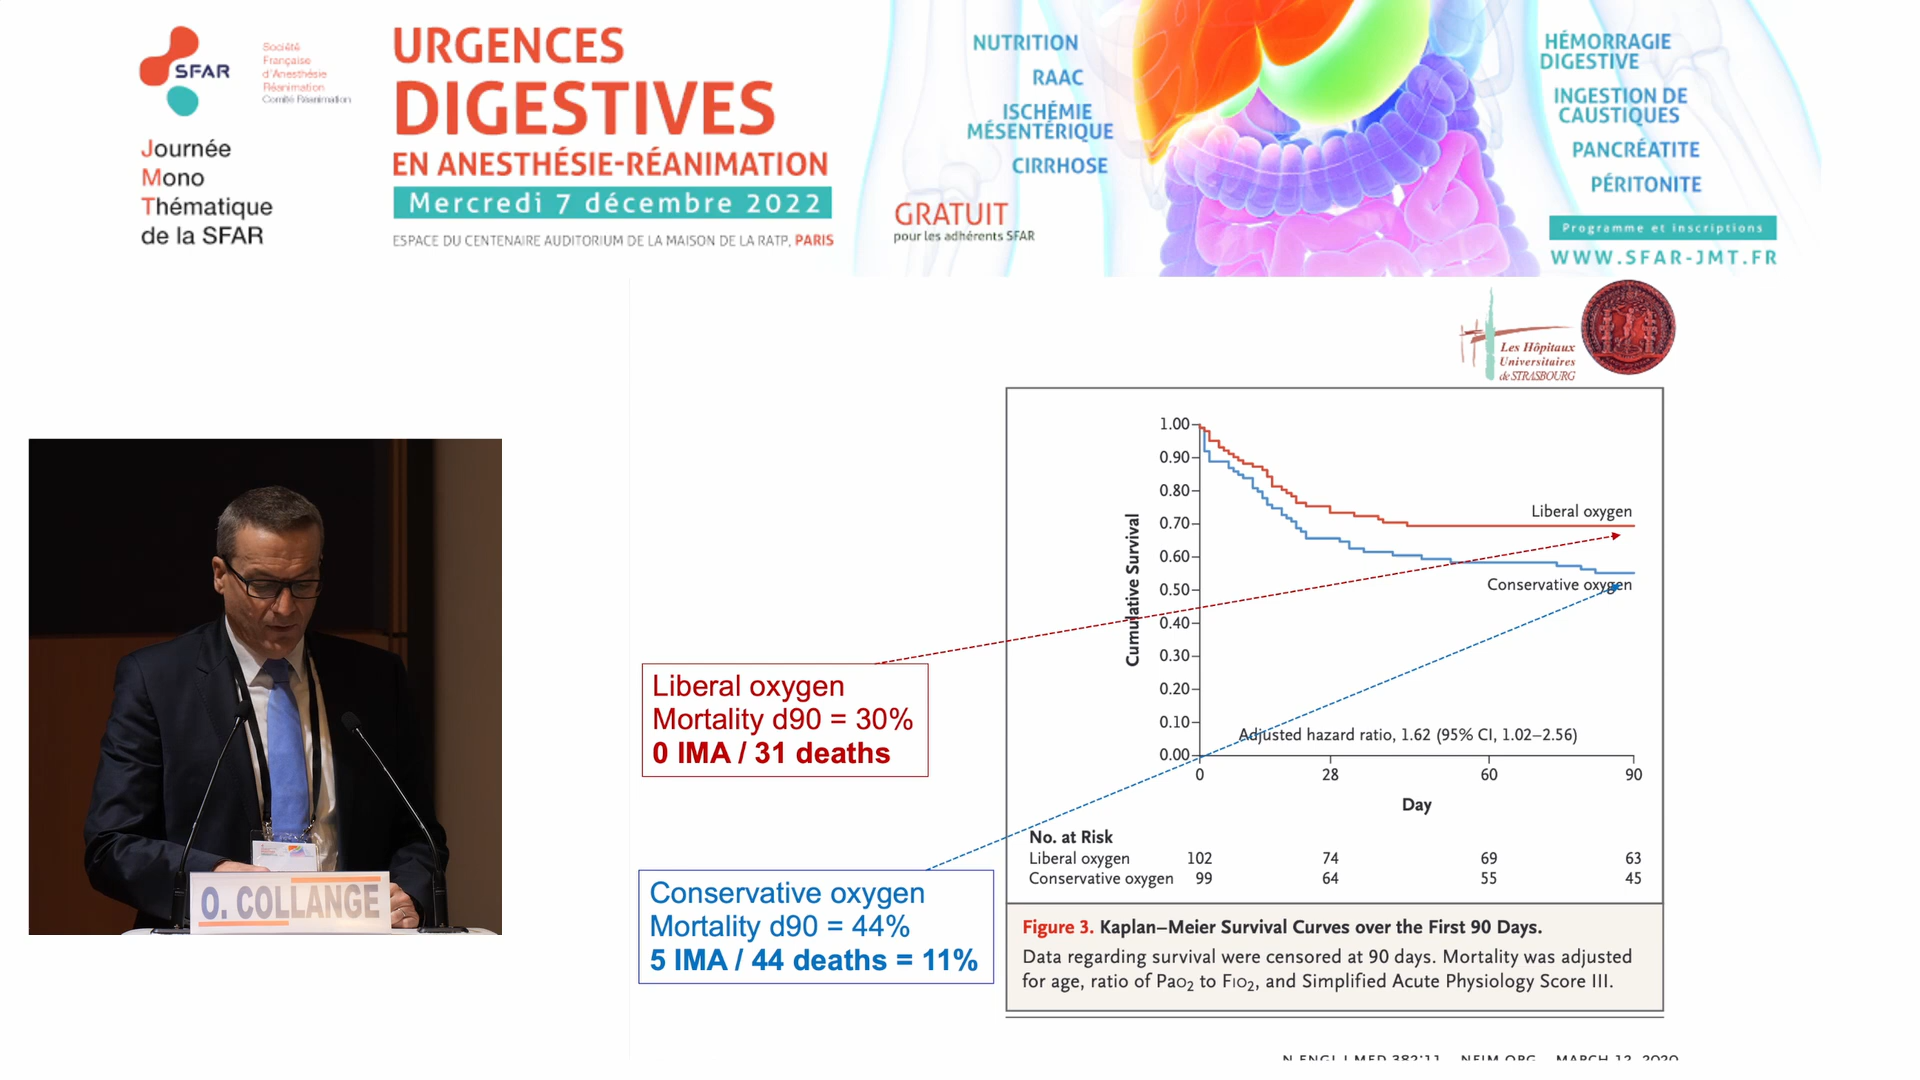 SFAR
Société
Française
d'Anesthésie
Réanimation
Comité Réanimation
Journée
Mono
Thématique
de la SFAR
URGENCES
DIGESTIVES
EN ANESTHÉSIE-RÉANIMATION
Mercredi 7 décembre 2022
ESPACE DU CENTENAIRE AUDITORIUM DE LA MAISON DE LA RATP, PARIS
NUTRITION
RAAC
ISCHÉMIE
MÉSENTÉRIQUE
CIRRHOSE
GRATUIT
pour les adhérents SFAR
HÉMORRAGIE
DIGESTIVE
INGESTION DE
CAUSTIQUES
PANCRÉATITE
PÉRITONITE
Programme et inscriptions
WWW.SFAR-JMT.FR
Les Hôpitaux
Universitaires
de STRASBOURG
O. COLLANGE
Liberal oxygen
Mortality d90 = 30%
0 IMA / 31 deaths
Conservative oxygen
Mortality d90 = 44%
5 IMA / 44 deaths = 11%
Cumulative Survival
1.00
0.90
0.80
0.70
0.60
0.50
0.40
0.30
0.20
0.10
0.00
Liberal oxygen
Conservative oxygen
Adjusted hazard ratio, 1.62 (95% CI, 1.02–2.56)
0 28 60 90
Day
No. at Risk
Liberal oxygen 102 74 69 63
Conservative oxygen 99 64 55 45
Figure 3. Kaplan–Meier Survival Curves over the First 90 Days.
Data regarding survival were censored at 90 days. Mortality was adjusted
for age, ratio of PaO₂ to FIO₂, and Simplified Acute Physiology Score III.
N ENGL J MED 382;11 NEJM.ORG MARCH 12, 2020